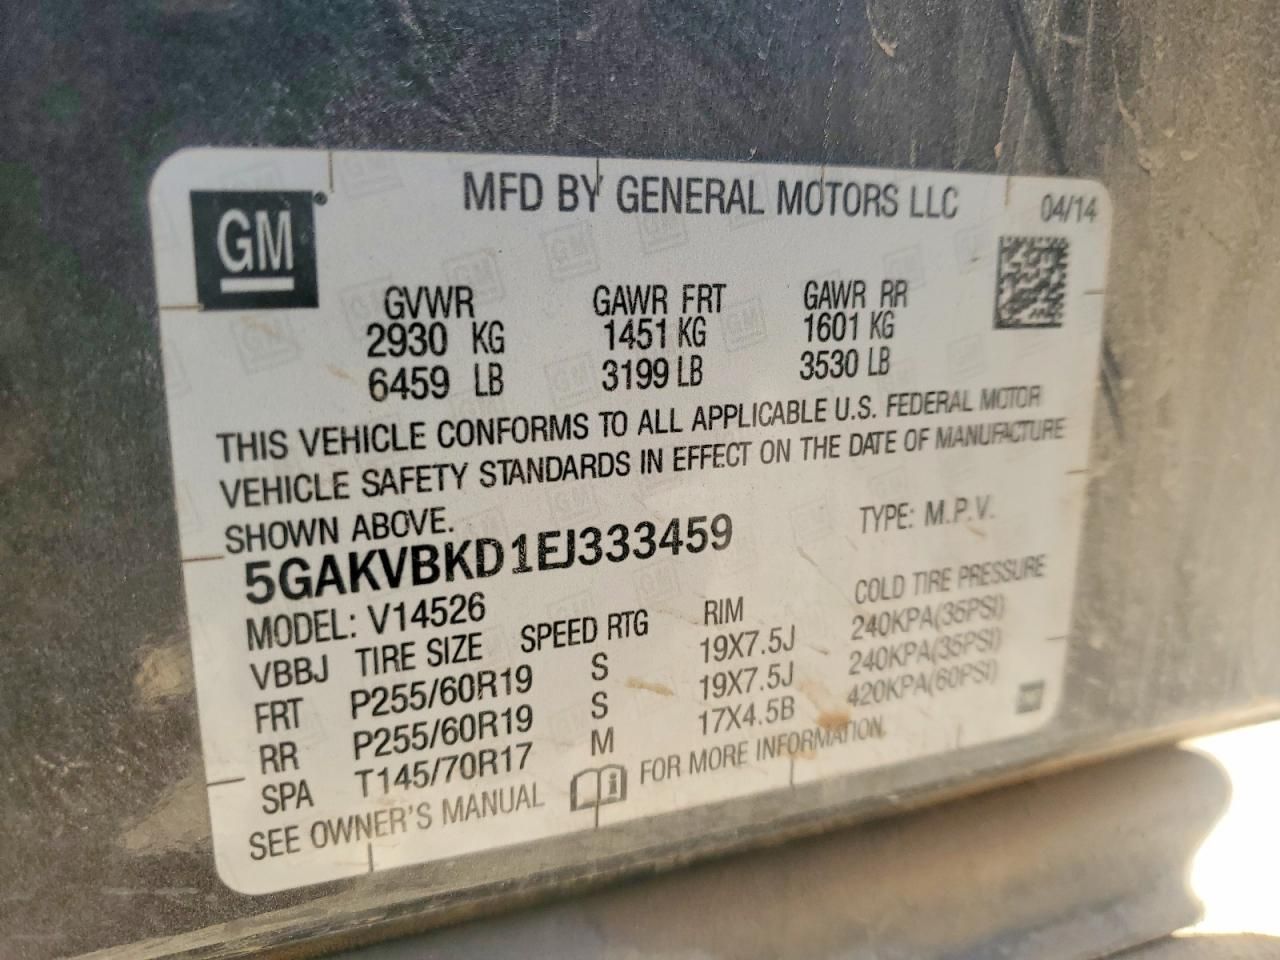 GM®
MFD BY GENERAL MOTORS LLC 04/14
GVWR GAWR FRT GAWR RR
2930 KG 1451 KG 1601 KG
6459 LB 3199 LB 3530 LB
THIS VEHICLE CONFORMS TO ALL APPLICABLE U.S. FEDERAL MOTOR
VEHICLE SAFETY STANDARDS IN EFFECT ON THE DATE OF MANUFACTURE
SHOWN ABOVE.
5GAKVBKD1EJ333459 TYPE: M.P.V.
MODEL: V14526
VBBJ TIRE SIZE SPEED RTG RIM COLD TIRE PRESSURE
FRT P255/60R19 S 19X7.5J 240KPA(35PSI)
RR P255/60R19 S 19X7.5J 240KPA(35PSI)
SPA T145/70R17 M 17X4.5B 420KPA(60PSI)
SEE OWNER'S MANUAL FOR MORE INFORMATION.